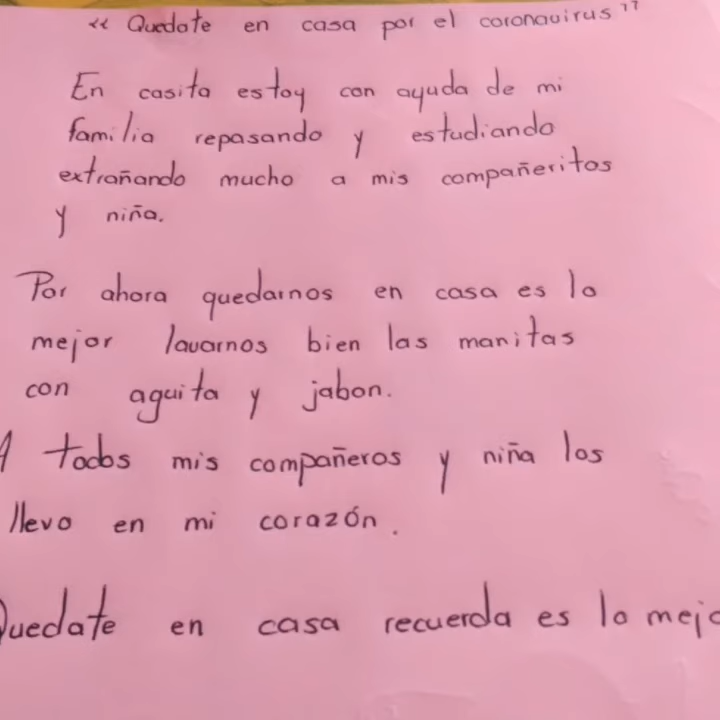 « Quedate en casa por el coronavirus"
En casita estoy con ayuda de mi
familia repasando y estudiando
extrañando mucho a mis compañeritos
y niña.
Por ahora quedarnos en casa es lo
mejor lavarnos bien las manitas
con aguita y jabon.
A todos mis compañeros y niña los
llevo en mi corazón.
Quedate en casa recuerda es lo mejo